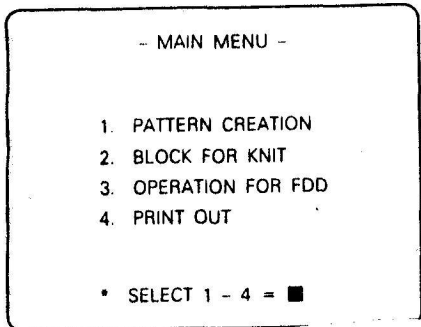 - MAIN MENU -
1. PATTERN CREATION
2. BLOCK FOR KNIT
3. OPERATION FOR FDD
4. PRINT OUT
* SELECT 1 - 4 = ■